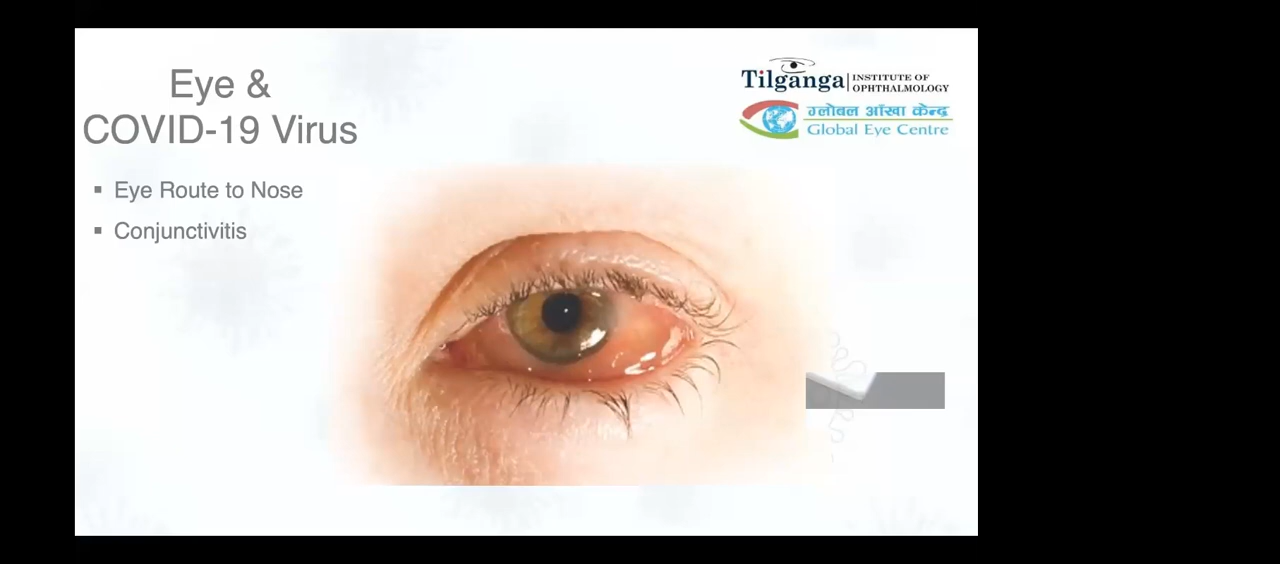 Eye &
COVID-19 Virus
▪ Eye Route to Nose
▪ Conjunctivitis
Tilganga
INSTITUTE OF
OPHTHALMOLOGY
ग्लोबल आँखा केन्द्र
Global Eye Centre